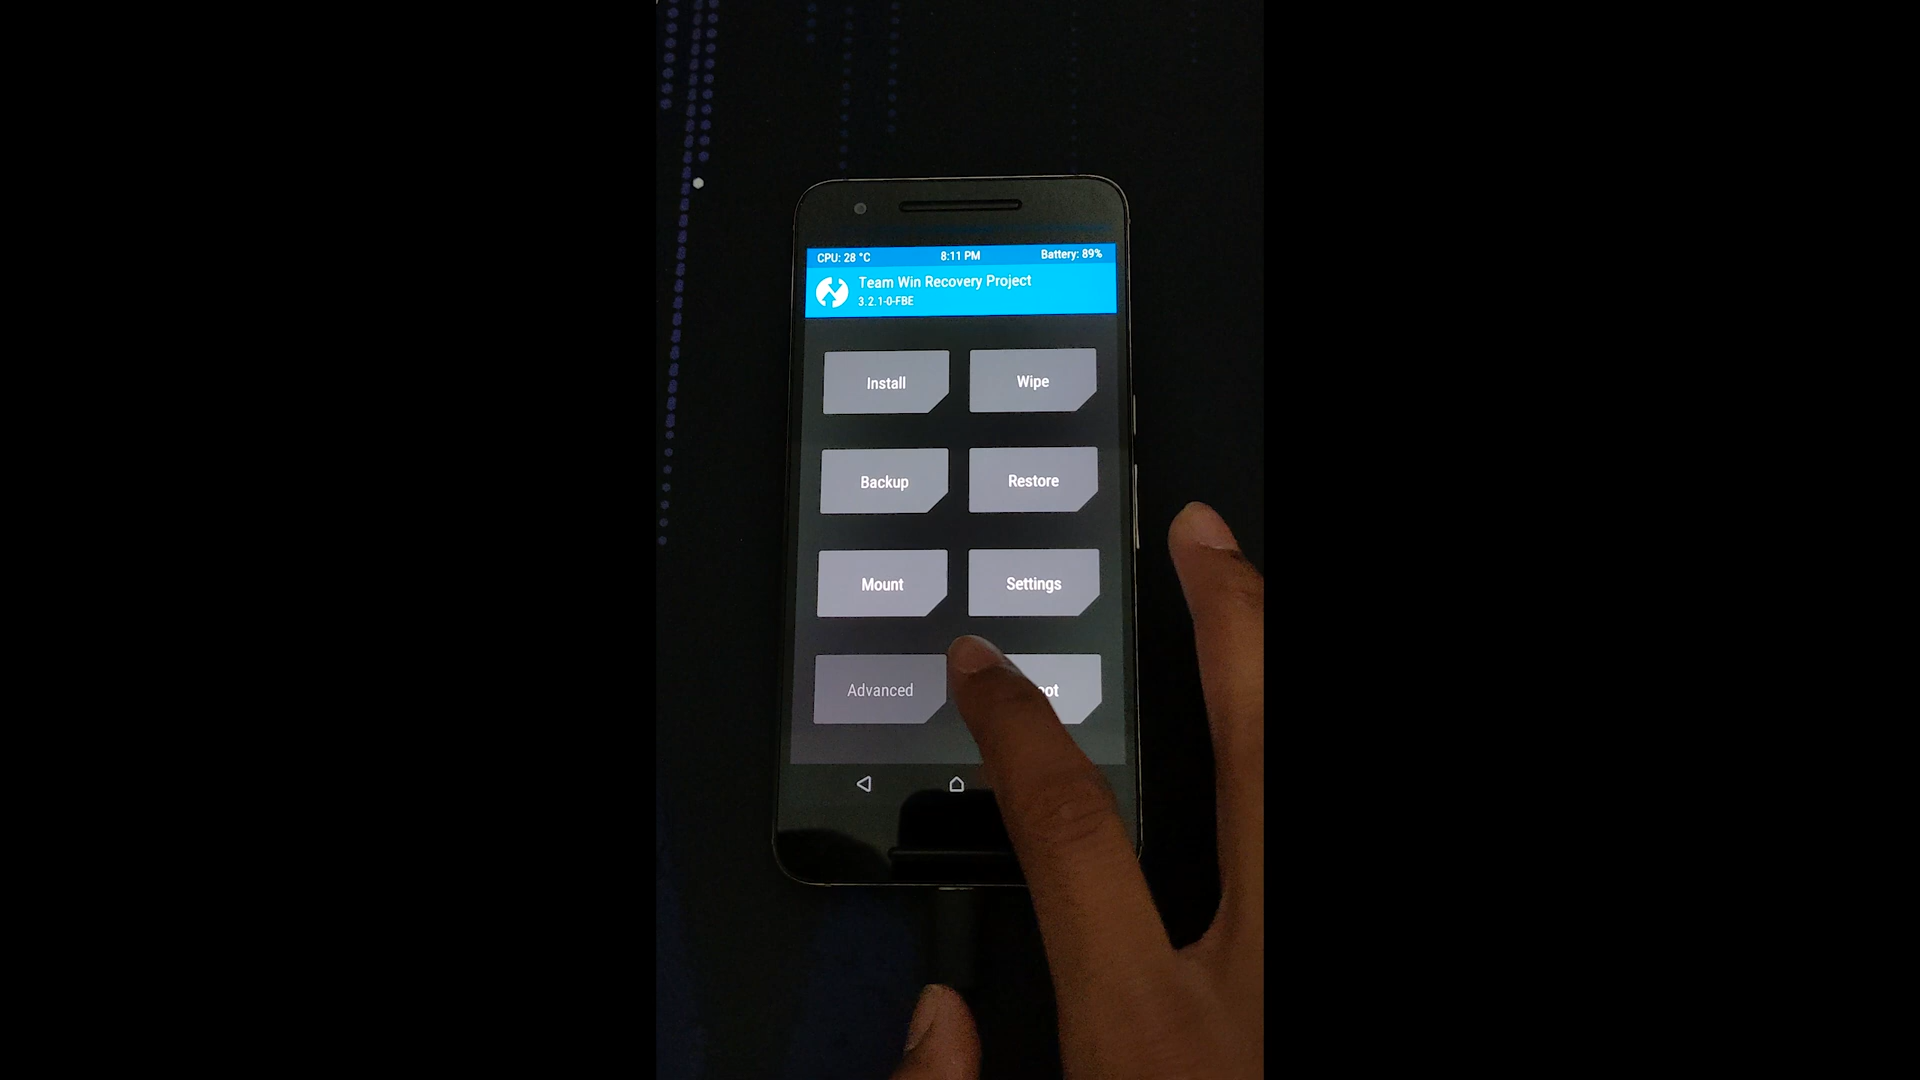 CPU: 28 °C 8:11 PM Battery: 89%
Team Win Recovery Project
3.2.1-0-FBE
Install Wipe
Backup Restore
Mount Settings
Advanced